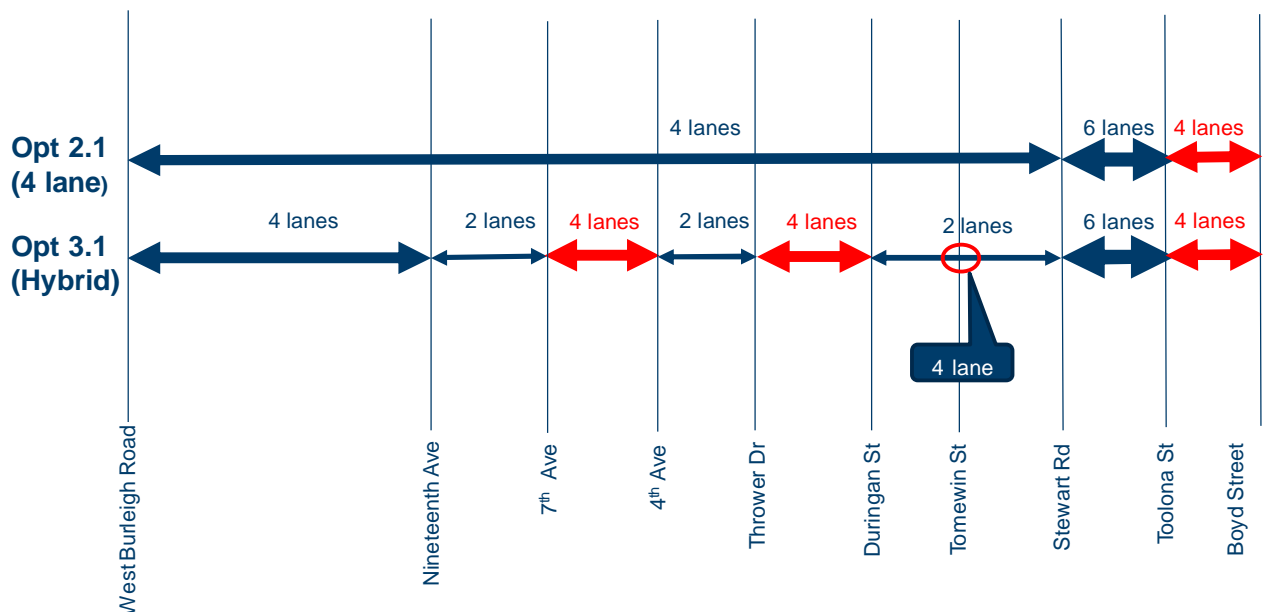 Opt 2.1
(4 lane)
4 lanes
6 lanes
4 lanes
Opt 3.1
(Hybrid)
4 lanes
2 lanes
4 lanes
2 lanes
4 lanes
2 lanes
6 lanes
4 lanes
4 lane
West Burleigh Road
Nineteenth Ave
7th Ave
4th Ave
Thrower Dr
Duringan St
Tomewin St
Stewart Rd
Toolona St
Boyd Street